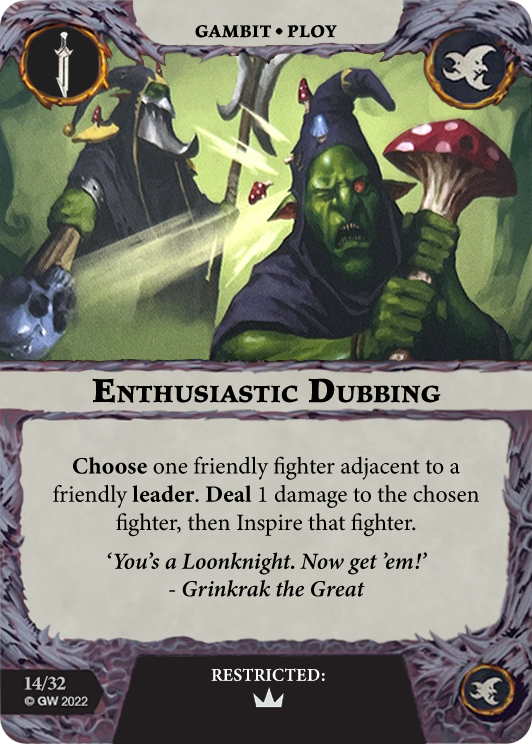 GAMBIT • PLOY
ENTHUSIASTIC DUBBING
Choose one friendly fighter adjacent to a
friendly leader. Deal 1 damage to the chosen
fighter, then Inspire that fighter.
‘You’s a Loonknight. Now get ’em!’
- Grinkrak the Great
14/32
© GW 2022
RESTRICTED: